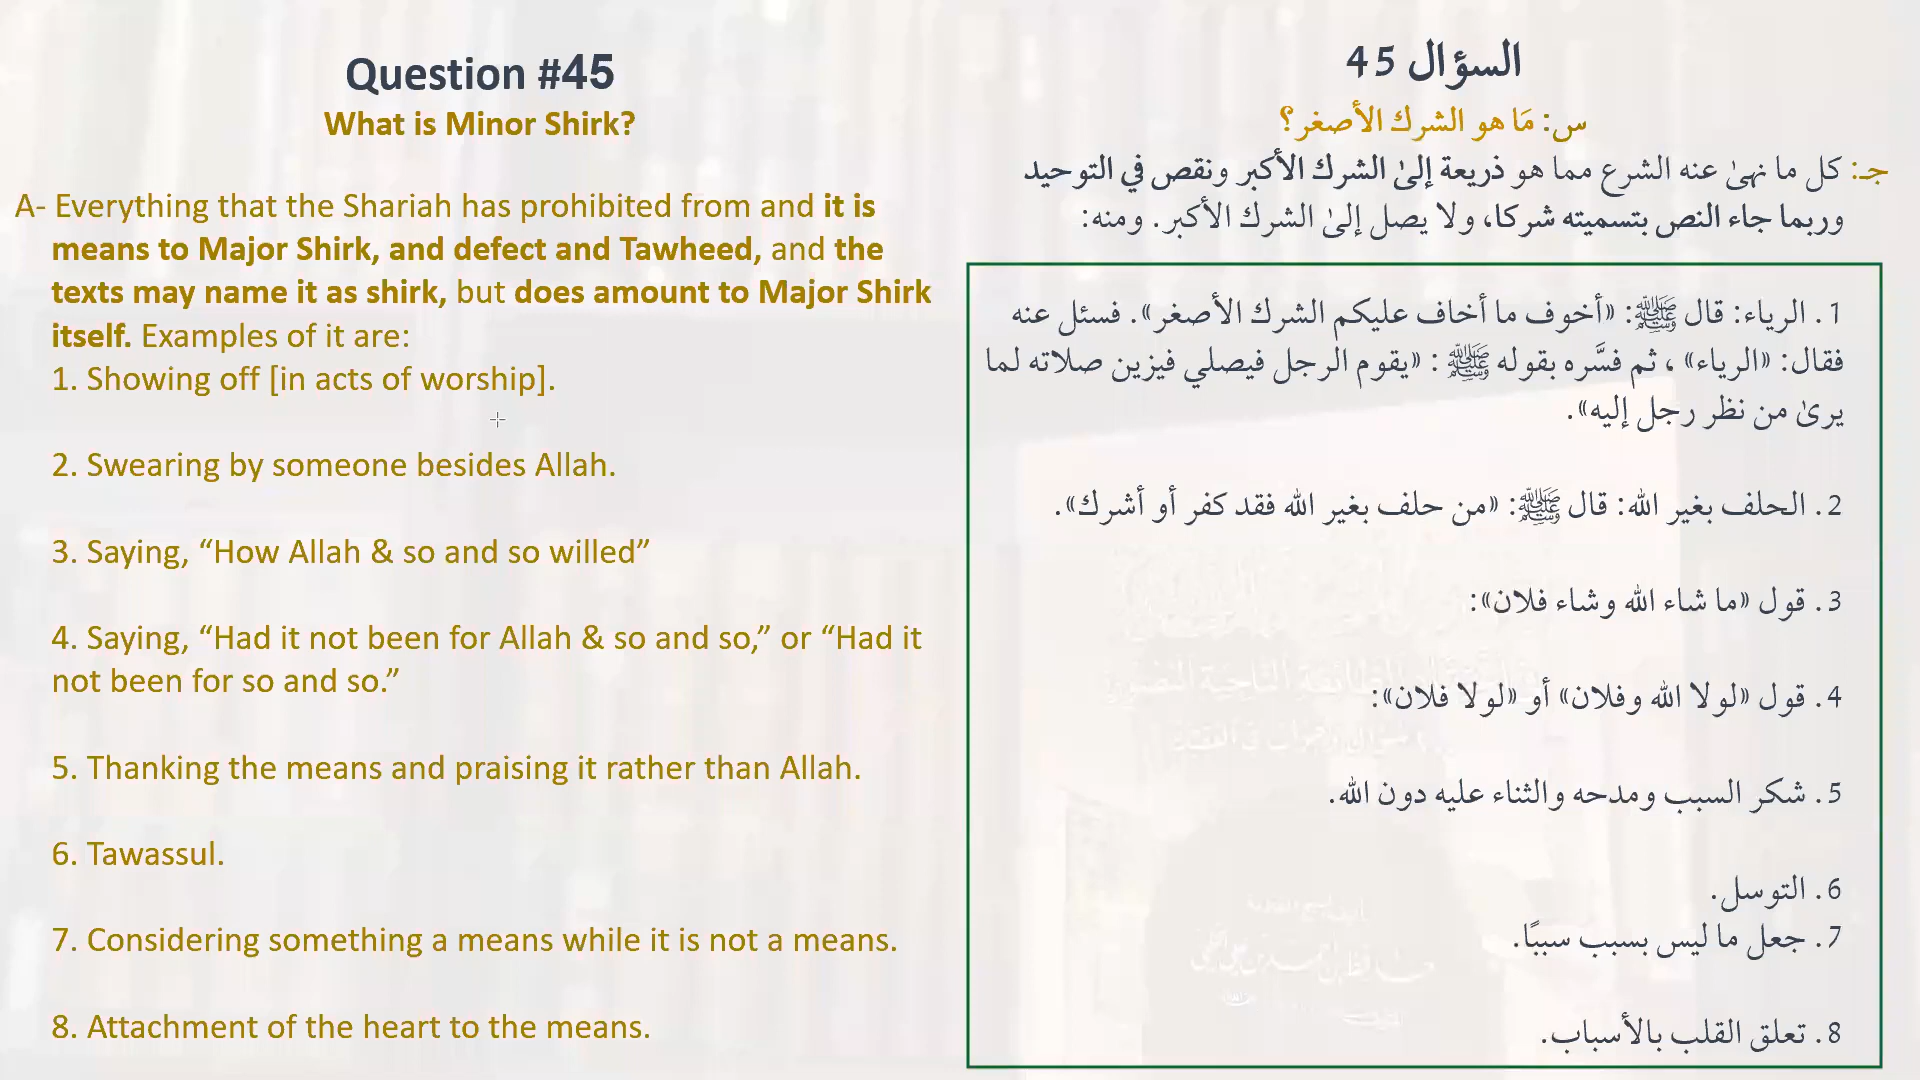 Question #45
What is Minor Shirk?
A- Everything that the Shariah has prohibited from and it is
means to Major Shirk, and defect and Tawheed, and the
texts may name it as shirk, but does amount to Major Shirk
itself. Examples of it are:
1. Showing off [in acts of worship].
2. Swearing by someone besides Allah.
3. Saying, “How Allah & so and so willed”
4. Saying, “Had it not been for Allah & so and so,” or “Had it
not been for so and so.”
5. Thanking the means and praising it rather than Allah.
6. Tawassul.
7. Considering something a means while it is not a means.
8. Attachment of the heart to the means.
السؤال 45
س: مَا هو الشرك الأصغر؟
جـ: كل ما نهىٰ عنه الشرع مما هو ذريعة إلىٰ الشرك الأكبر ونقص في التوحيد
وربما جاء النص بتسميته شركا، ولا يصل إلىٰ الشرك الأكبر. ومنه:
1. الرياء: قال ﷺ: «أخوف ما أخاف عليكم الشرك الأصغر». فسئل عنه
فقال: «الرياء» ، ثم فسَّره بقوله ﷺ : «يقوم الرجل فيصلي فيزين صلاته لما
يرىٰ من نظر رجل إليه».
2. الحلف بغير الله: قال ﷺ: «من حلف بغير الله فقد كفر أو أشرك».
3. قول «ما شاء الله وشاء فلان»:
4. قول «لولا الله وفلان» أو «لولا فلان»:
5. شكر السبب ومدحه والثناء عليه دون الله.
6. التوسل.
7. جعل ما ليس بسبب سببًا.
8. تعلق القلب بالأسباب.